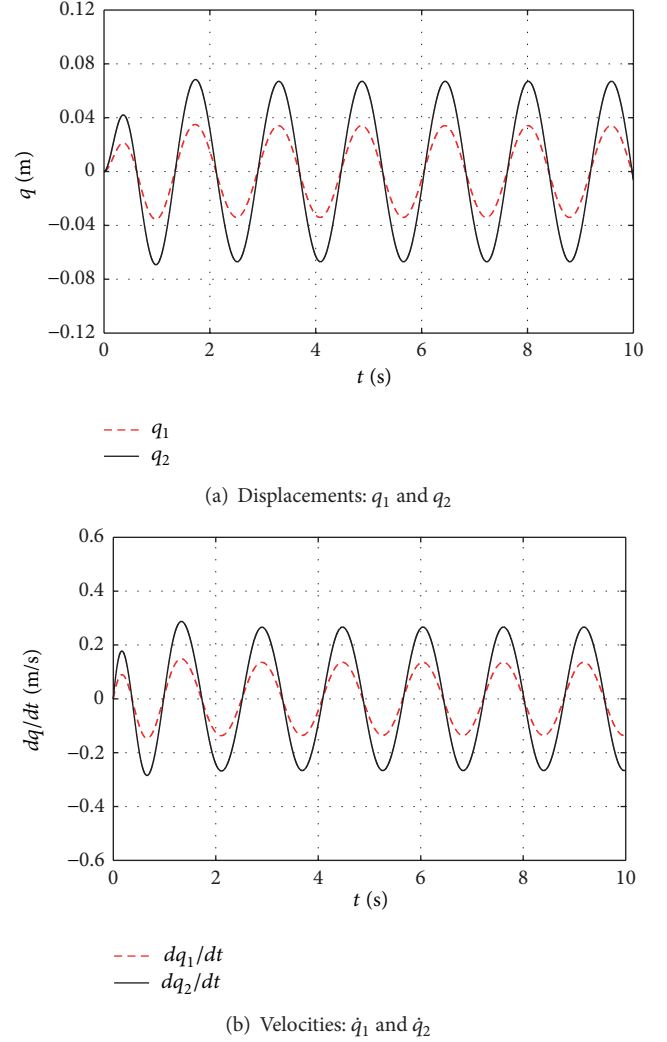 0.12
0.08
0.04
0
−0.04
−0.08
−0.12
q (m)
0 2 4 6 8 10
t (s)
q₁
q₂
(a) Displacements: q₁ and q₂
0.6
0.4
0.2
0
−0.2
−0.4
−0.6
dq/dt (m/s)
0 2 4 6 8 10
t (s)
dq₁/dt
dq₂/dt
(b) Velocities: q̇₁ and q̇₂